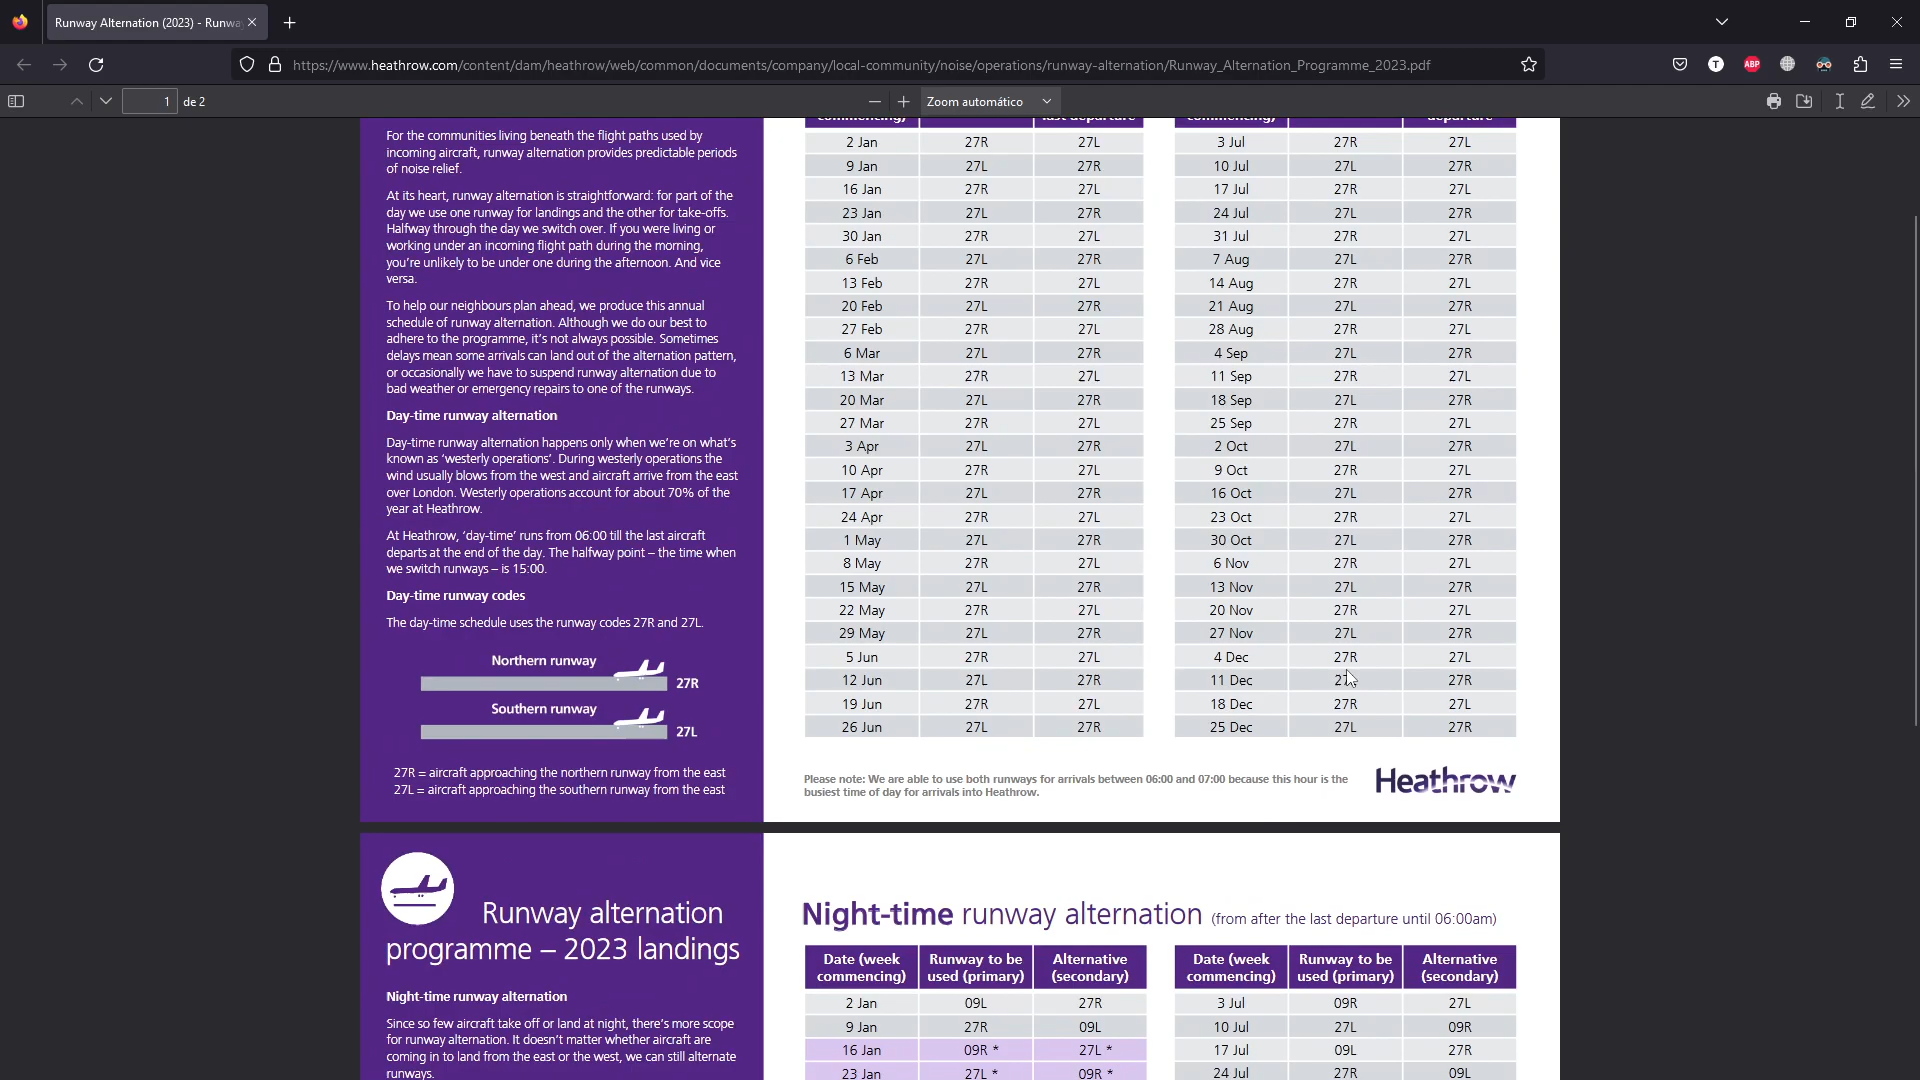 Runway Alternation (2023) - Runwa
https://www.heathrow.com/content/dam/heathrow/web/common/documents/company/local-community/noise/operations/runway-alternation/Runway_Alternation_Programme_2023.pdf
T
ABP
1 de 2
Zoom automático
For the communities living beneath the flight paths used by
incoming aircraft, runway alternation provides predictable periods
of noise relief.
At its heart, runway alternation is straightforward: for part of the
day we use one runway for landings and the other for take-offs.
Halfway through the day we switch over. If you were living or
working under an incoming flight path during the morning,
you're unlikely to be under one during the afternoon. And vice
versa.
To help our neighbours plan ahead, we produce this annual
schedule of runway alternation. Although we do our best to
adhere to the programme, it's not always possible. Sometimes
delays mean some arrivals can land out of the alternation pattern,
or occasionally we have to suspend runway alternation due to
bad weather or emergency repairs to one of the runways.
Day-time runway alternation
Day-time runway alternation happens only when we're on what's
known as 'westerly operations'. During westerly operations the
wind usually blows from the west and aircraft arrive from the east
over London. Westerly operations account for about 70% of the
year at Heathrow.
At Heathrow, 'day-time' runs from 06:00 till the last aircraft
departs at the end of the day. The halfway point – the time when
we switch runways – is 15:00.
Day-time runway codes
The day-time schedule uses the runway codes 27R and 27L.
Northern runway
27R
Southern runway
27L
27R = aircraft approaching the northern runway from the east
27L = aircraft approaching the southern runway from the east
commencing) last departure commencing) departure
2 Jan 27R 27L 3 Jul 27R 27L
9 Jan 27L 27R 10 Jul 27L 27R
16 Jan 27R 27L 17 Jul 27R 27L
23 Jan 27L 27R 24 Jul 27L 27R
30 Jan 27R 27L 31 Jul 27R 27L
6 Feb 27L 27R 7 Aug 27L 27R
13 Feb 27R 27L 14 Aug 27R 27L
20 Feb 27L 27R 21 Aug 27L 27R
27 Feb 27R 27L 28 Aug 27R 27L
6 Mar 27L 27R 4 Sep 27L 27R
13 Mar 27R 27L 11 Sep 27R 27L
20 Mar 27L 27R 18 Sep 27L 27R
27 Mar 27R 27L 25 Sep 27R 27L
3 Apr 27L 27R 2 Oct 27L 27R
10 Apr 27R 27L 9 Oct 27R 27L
17 Apr 27L 27R 16 Oct 27L 27R
24 Apr 27R 27L 23 Oct 27R 27L
1 May 27L 27R 30 Oct 27L 27R
8 May 27R 27L 6 Nov 27R 27L
15 May 27L 27R 13 Nov 27L 27R
22 May 27R 27L 20 Nov 27R 27L
29 May 27L 27R 27 Nov 27L 27R
5 Jun 27R 27L 4 Dec 27R 27L
12 Jun 27L 27R 11 Dec 27R
19 Jun 27R 27L 18 Dec 27R 27L
26 Jun 27L 27R 25 Dec 27L 27R
Please note: We are able to use both runways for arrivals between 06:00 and 07:00 because this hour is the
busiest time of day for arrivals into Heathrow.
Heathrow
Runway alternation
programme – 2023 landings
Night-time runway alternation
Since so few aircraft take off or land at night, there's more scope
for runway alternation. It doesn't matter whether aircraft are
coming in to land from the east or the west, we can still alternate
runways.
Night-time runway alternation (from after the last departure until 06:00am)
Date (week Runway to be Alternative Date (week Runway to be Alternative
commencing) used (primary) (secondary) commencing) used (primary) (secondary)
2 Jan 09L 27R 3 Jul 09R 27L
9 Jan 27R 09L 10 Jul 27L 09R
16 Jan 09R * 27L * 17 Jul 09L 27R
23 Jan 27L * 09R * 24 Jul 27R 09L